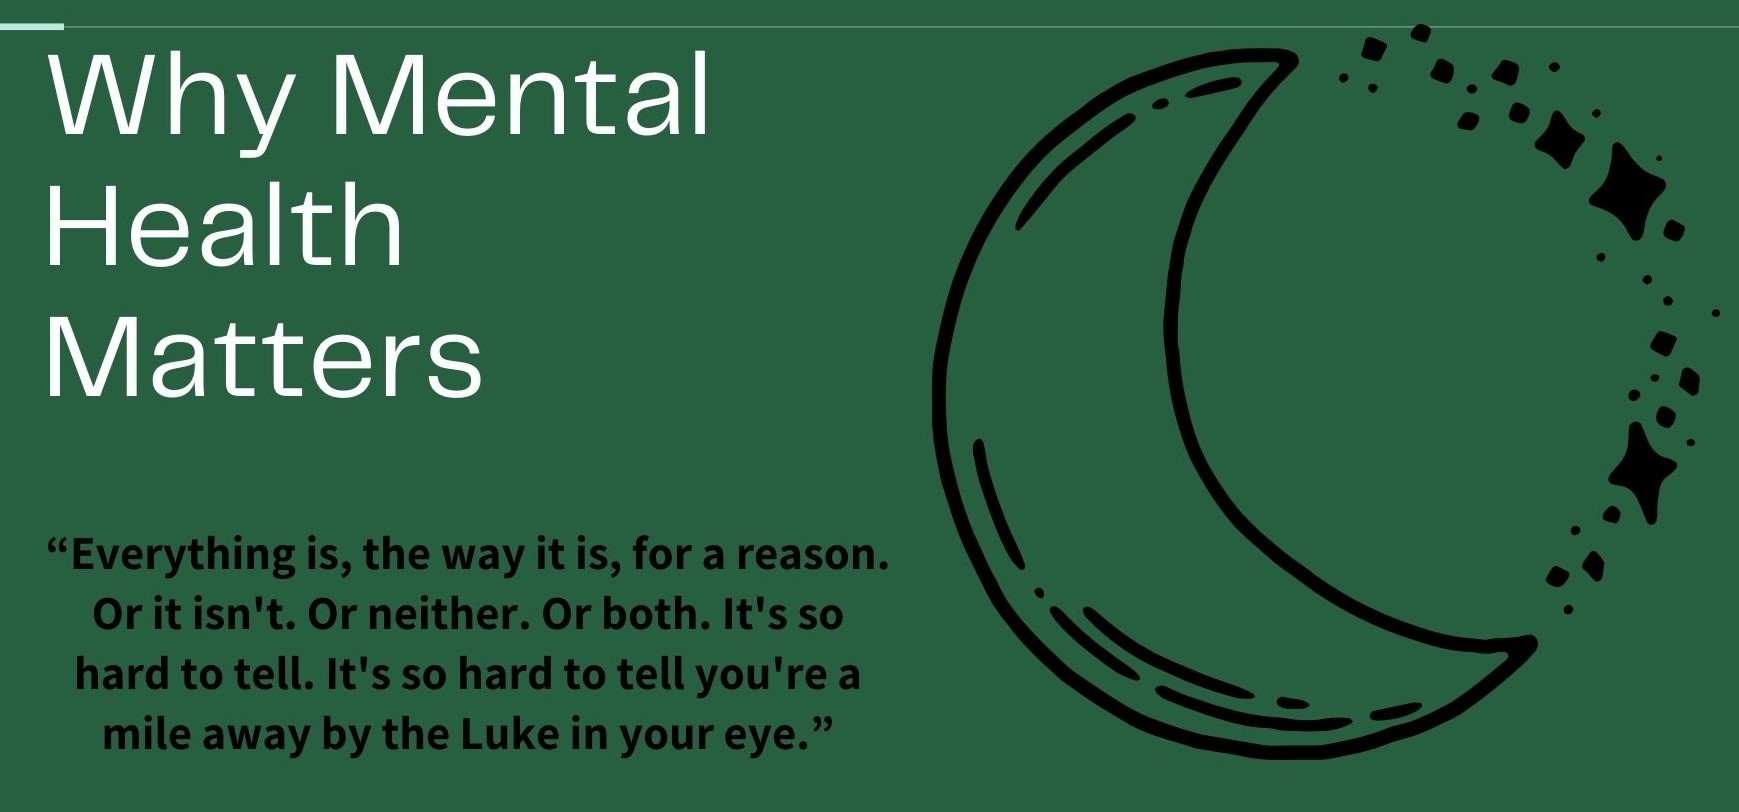 Why Mental
Health
Matters
“Everything is, the way it is, for a reason.
Or it isn't. Or neither. Or both. It's so
hard to tell. It's so hard to tell you're a
mile away by the Luke in your eye.”